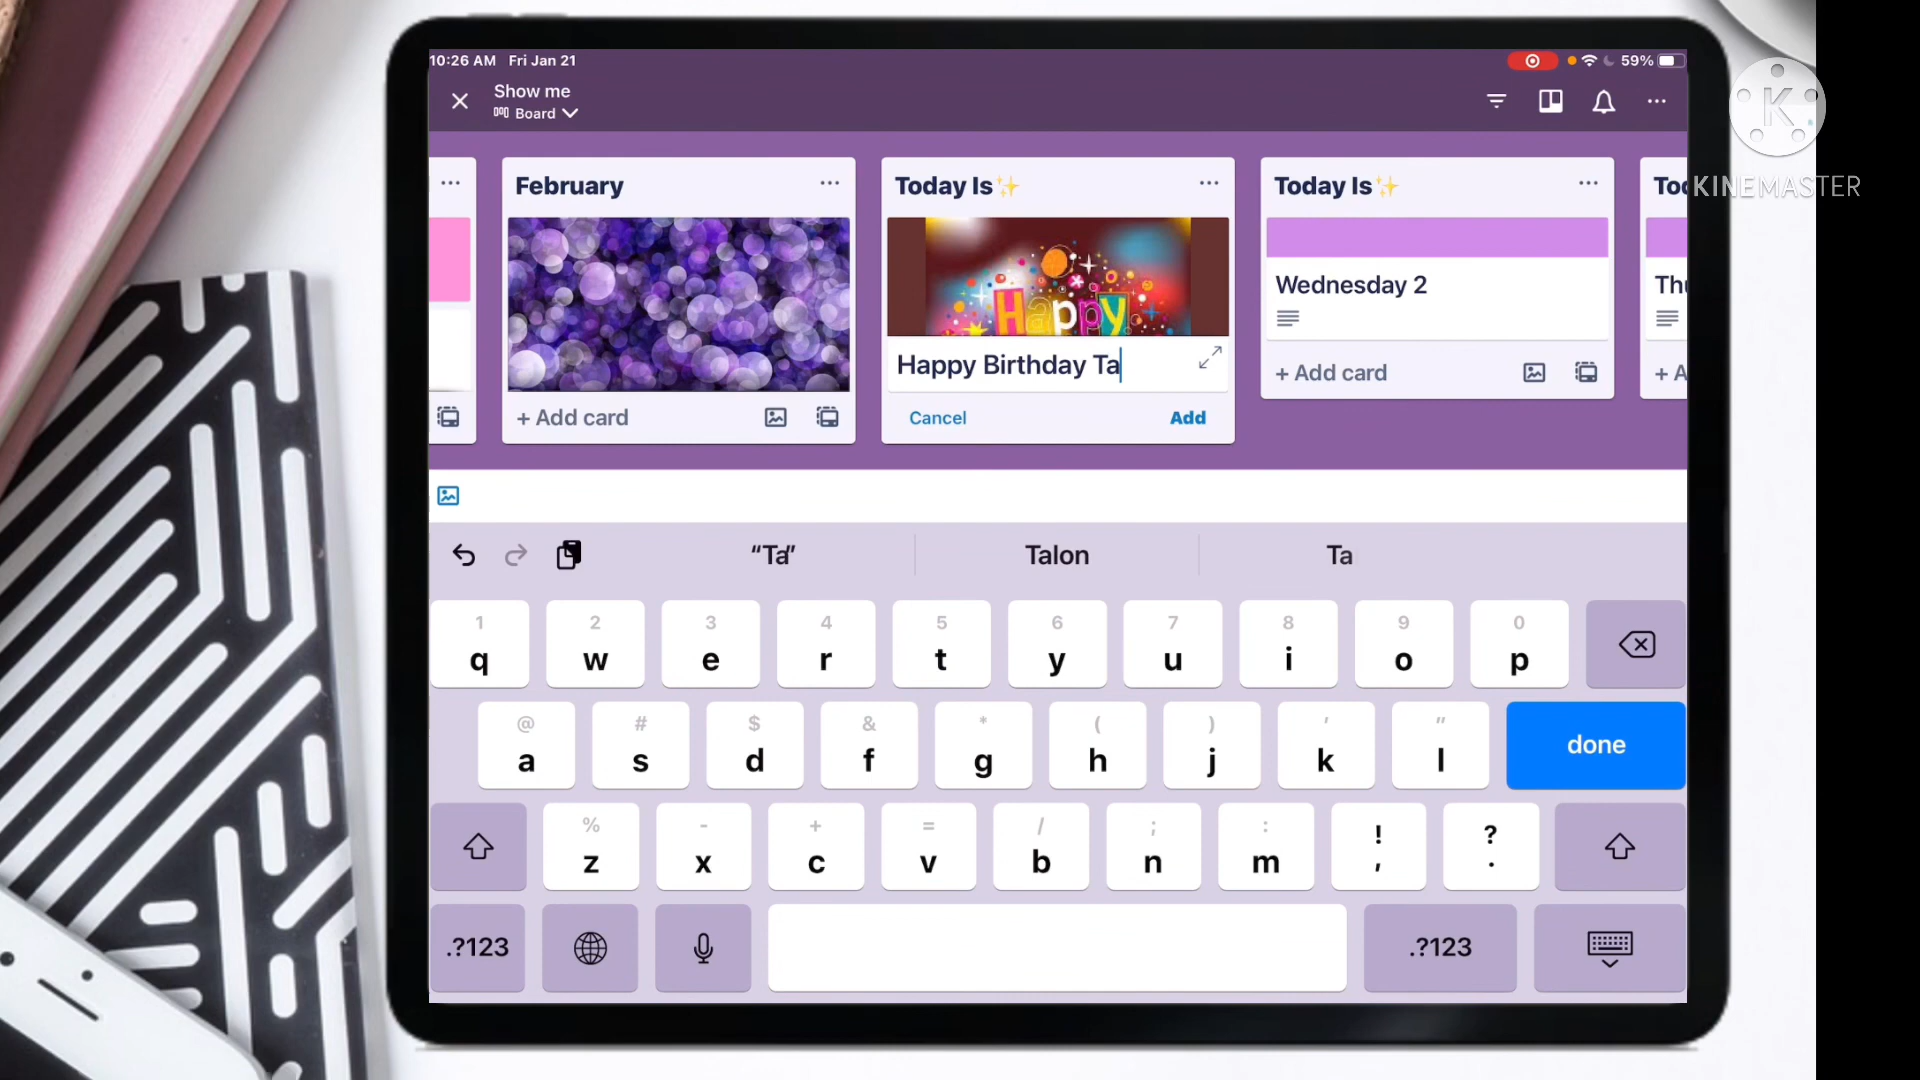 10:26 AM Fri Jan 21
59%
Show me
Board
K
KINEMASTER
February
+ Add card
Today Is✨
Happy
Happy Birthday Ta
Cancel
Add
Today Is✨
Wednesday 2
+ Add card
“Ta”
Talon
Ta
1 2 3 4 5 6 7 8 9 0
q w e r t y u i o p
@ # $ & * ( ) ' "
a s d f g h j k l done
% - + = / ; : ! ?
z x c v b n m , .
.?123 .?123